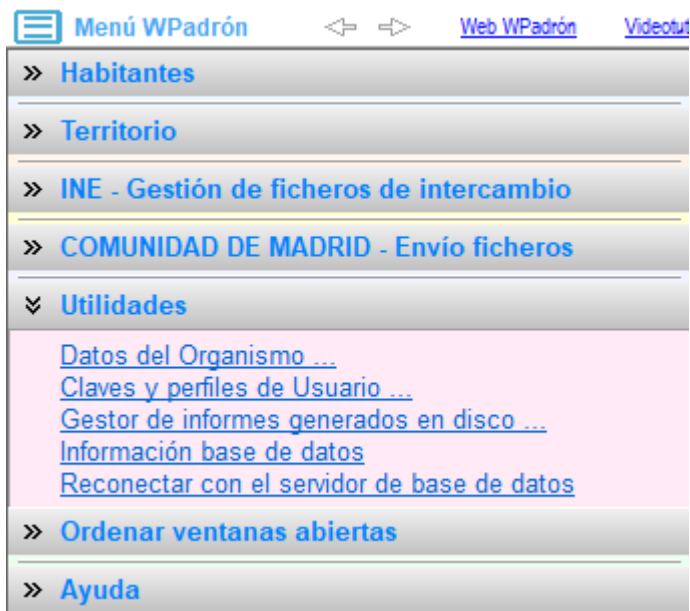 Menú WPadrón Web WPadrón
Habitantes
Territorio
INE - Gestión de ficheros de intercambio
COMUNIDAD DE MADRID - Envío ficheros
Utilidades
Datos del Organismo ...
Claves y perfiles de Usuario ...
Gestor de informes generados en disco ...
Información base de datos
Reconectar con el servidor de base de datos
Ordenar ventanas abiertas
Ayuda